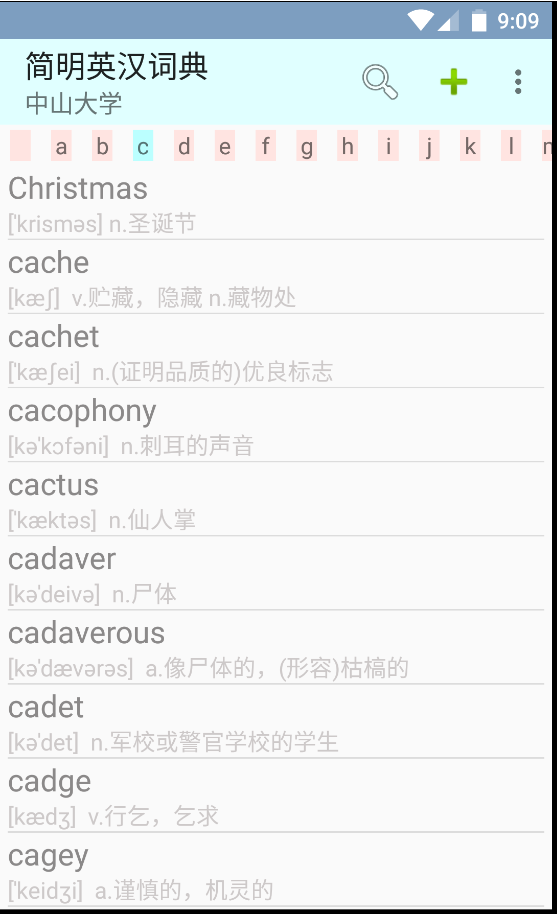 9:09
简明英汉词典
中山大学
a b c d e f g h i j k l
Christmas
['krisməs] n.圣诞节
cache
[kæʃ] v.贮藏，隐藏 n.藏物处
cachet
['kæʃei] n.(证明品质的)优良标志
cacophony
[kə'kɔfəni] n.刺耳的声音
cactus
['kæktəs] n.仙人掌
cadaver
[kə'deivə] n.尸体
cadaverous
[kə'dævərəs] a.像尸体的，(形容)枯槁的
cadet
[kə'det] n.军校或警官学校的学生
cadge
[kædʒ] v.行乞，乞求
cagey
['keidʒi] a.谨慎的，机灵的